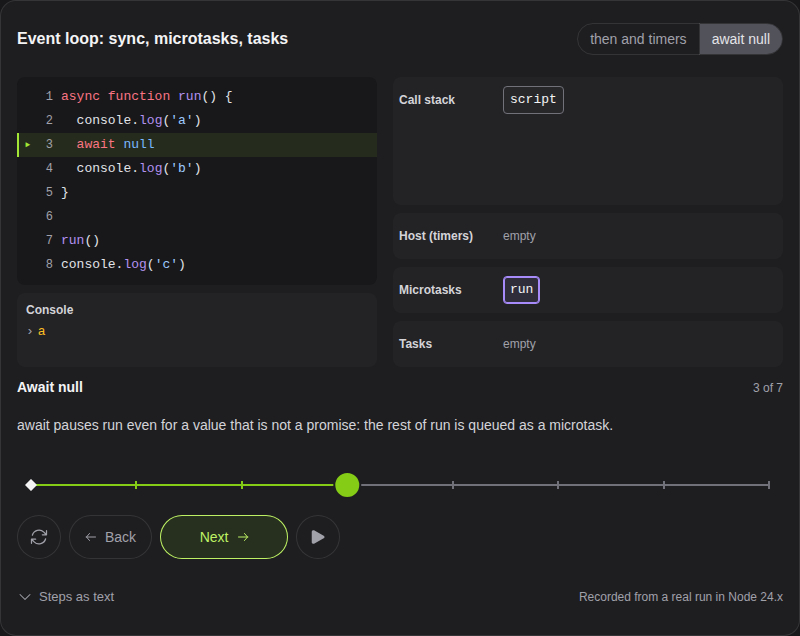 Event loop: sync, microtasks, tasks
then and timers
await null
1 async function run() {
2 console.log('a')
3 await null
4 console.log('b')
5 }
6
7 run()
8 console.log('c')
Console
› a
Call stack
script
Host (timers)
empty
Microtasks
run
Tasks
empty
Await null
3 of 7
await pauses run even for a value that is not a promise: the rest of run is queued as a microtask.
← Back
Next →
Steps as text
Recorded from a real run in Node 24.x